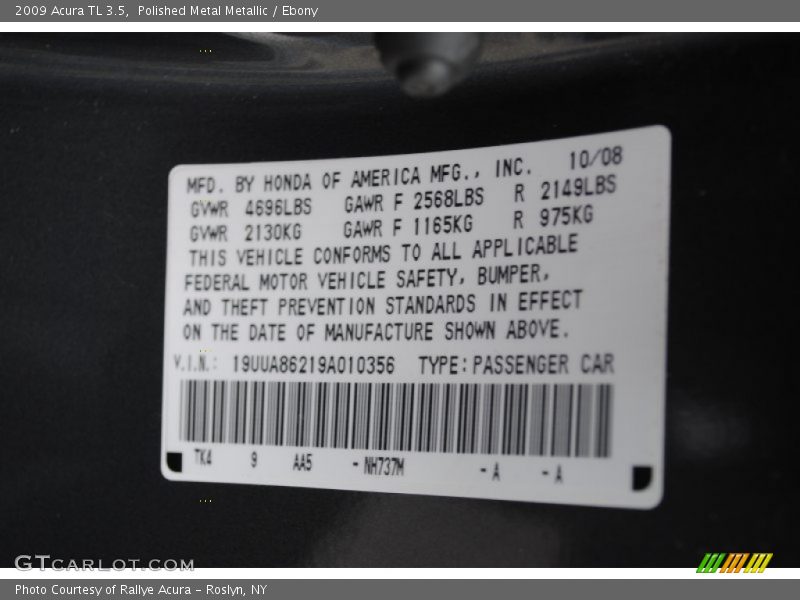 2009 Acura TL 3.5,  Polished Metal Metallic / Ebony
MFD. BY HONDA OF AMERICA MFG., INC. 10/08
GVWR 4696LBS GAWR F 2568LBS R 2149LBS
GVWR 2130KG GAWR F 1165KG R 975KG
THIS VEHICLE CONFORMS TO ALL APPLICABLE
FEDERAL MOTOR VEHICLE SAFETY, BUMPER,
AND THEFT PREVENTION STANDARDS IN EFFECT
ON THE DATE OF MANUFACTURE SHOWN ABOVE.
V.I.N.: 19UUA86219A010356 TYPE: PASSENGER CAR
TK4 9 AA5 -NH737M -A -A
GTCARLOT.COM
Photo Courtesy of Rallye Acura - Roslyn, NY